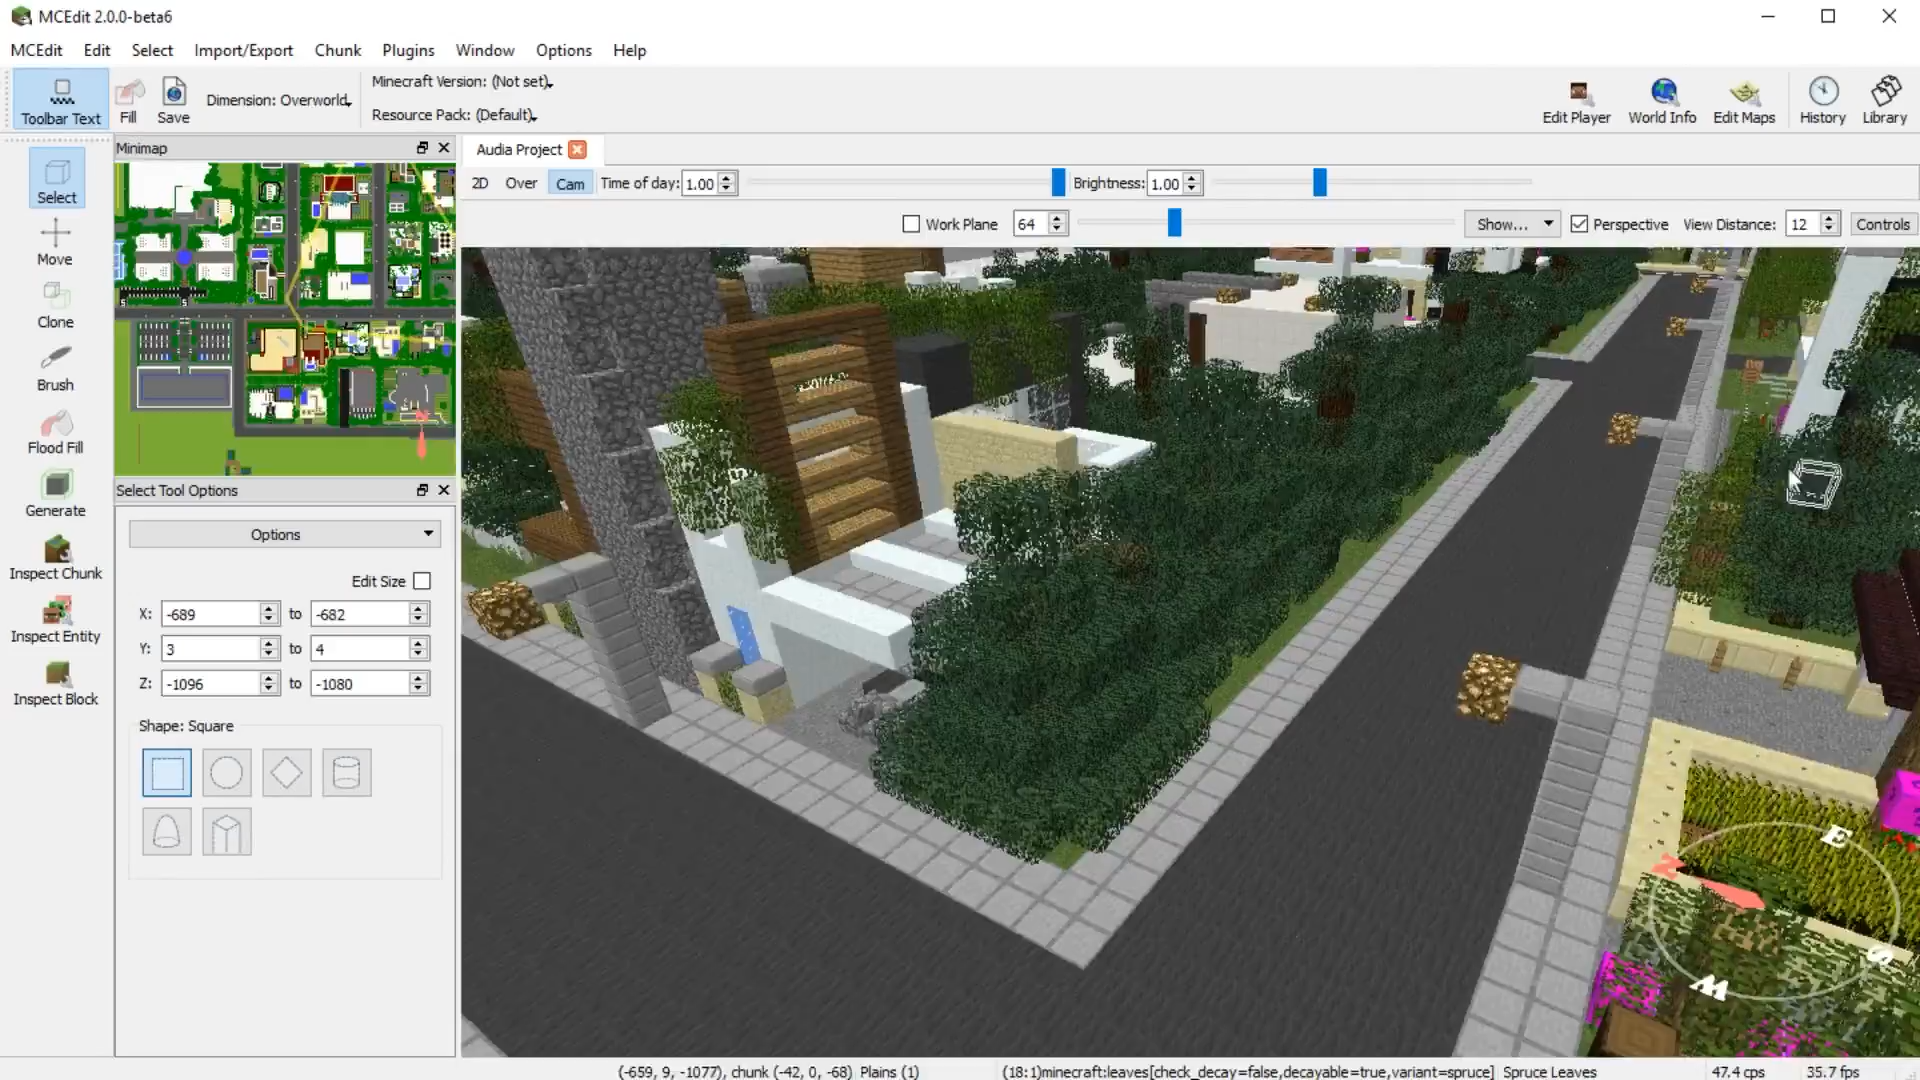 MCEdit 2.0.0-beta6
MCEdit Edit Select Import/Export Chunk Plugins Window Options Help
Toolbar Text
Fill
Save
Dimension: Overworld
Minecraft Version: (Not set)
Resource Pack: (Default)
Edit Player
World Info
Edit Maps
History
Library
Select
Move
Clone
Brush
Flood Fill
Generate
Inspect Chunk
Inspect Entity
Inspect Block
Minimap
Select Tool Options
Options
Edit Size
X: -689 to -682
Y: 3 to 4
Z: -1096 to -1080
Shape: Square
Audia Project
2D Over Cam Time of day: 1.00 Brightness: 1.00
Work Plane 64 Show... Perspective View Distance: 12 Controls
N
E
S
W
(-659, 9, -1077), chunk (-42, 0, -68) Plains (1) (18:1)minecraft:leaves[check_decay=false,decayable=true,variant=spruce] Spruce Leaves 47.4 cps 35.7 fps